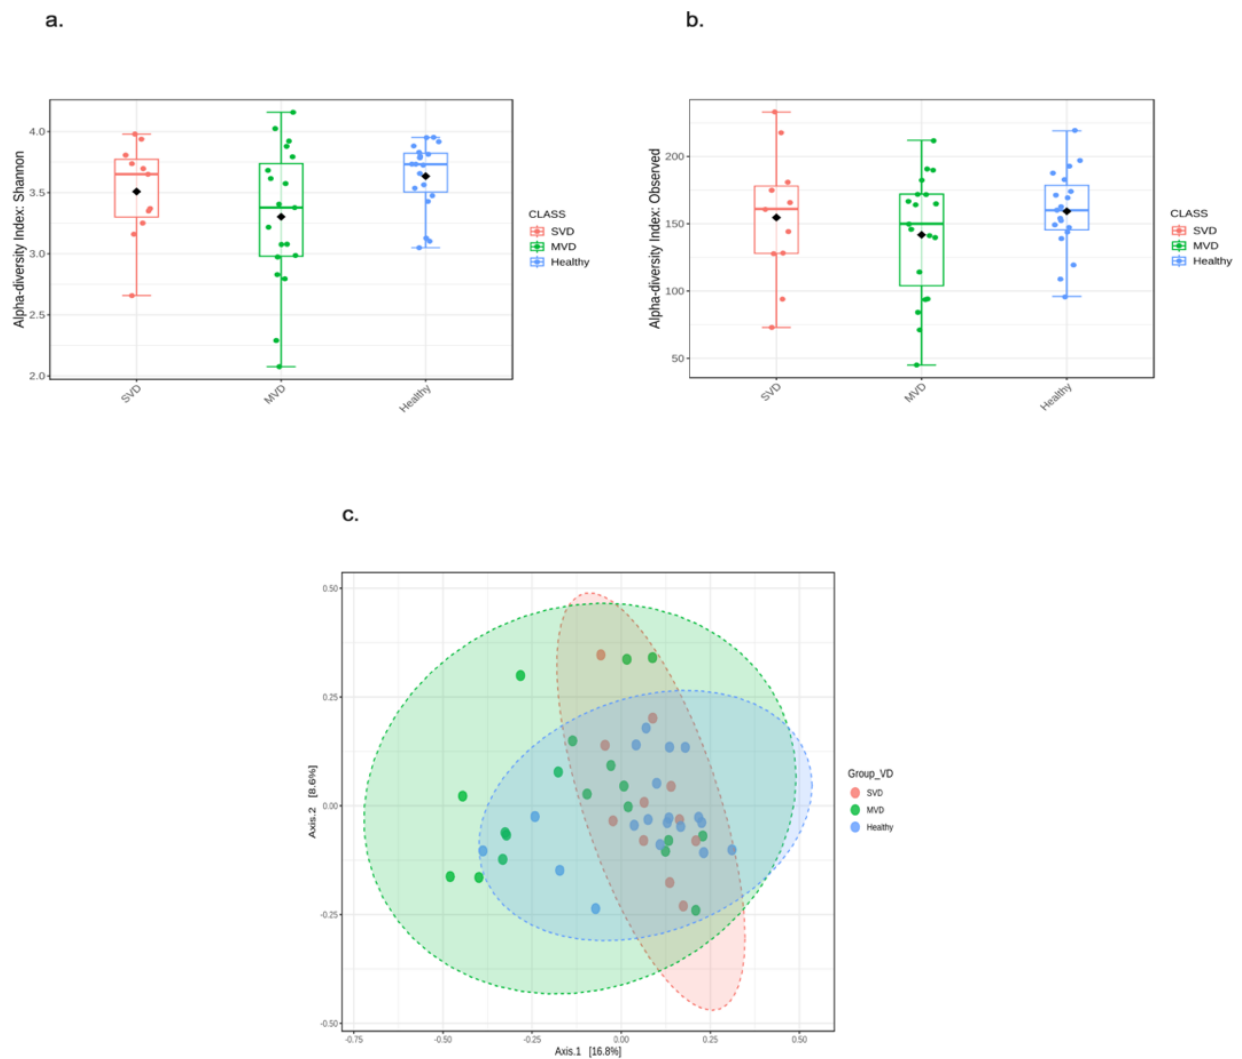 a.
Alpha-diversity Index: Shannon
4.0
3.5
3.0
2.5
2.0
SVD
MVD
Healthy
CLASS
SVD
MVD
Healthy
b.
Alpha-diversity Index: Observed
200
150
100
50
SVD
MVD
Healthy
CLASS
SVD
MVD
Healthy
c.
Axis.2 [8.6%]
0.50
0.25
0.00
-0.25
-0.50
-0.75 -0.50 -0.25 0.00 0.25 0.50
Axis.1 [16.8%]
Group_VD
SVD
MVD
Healthy